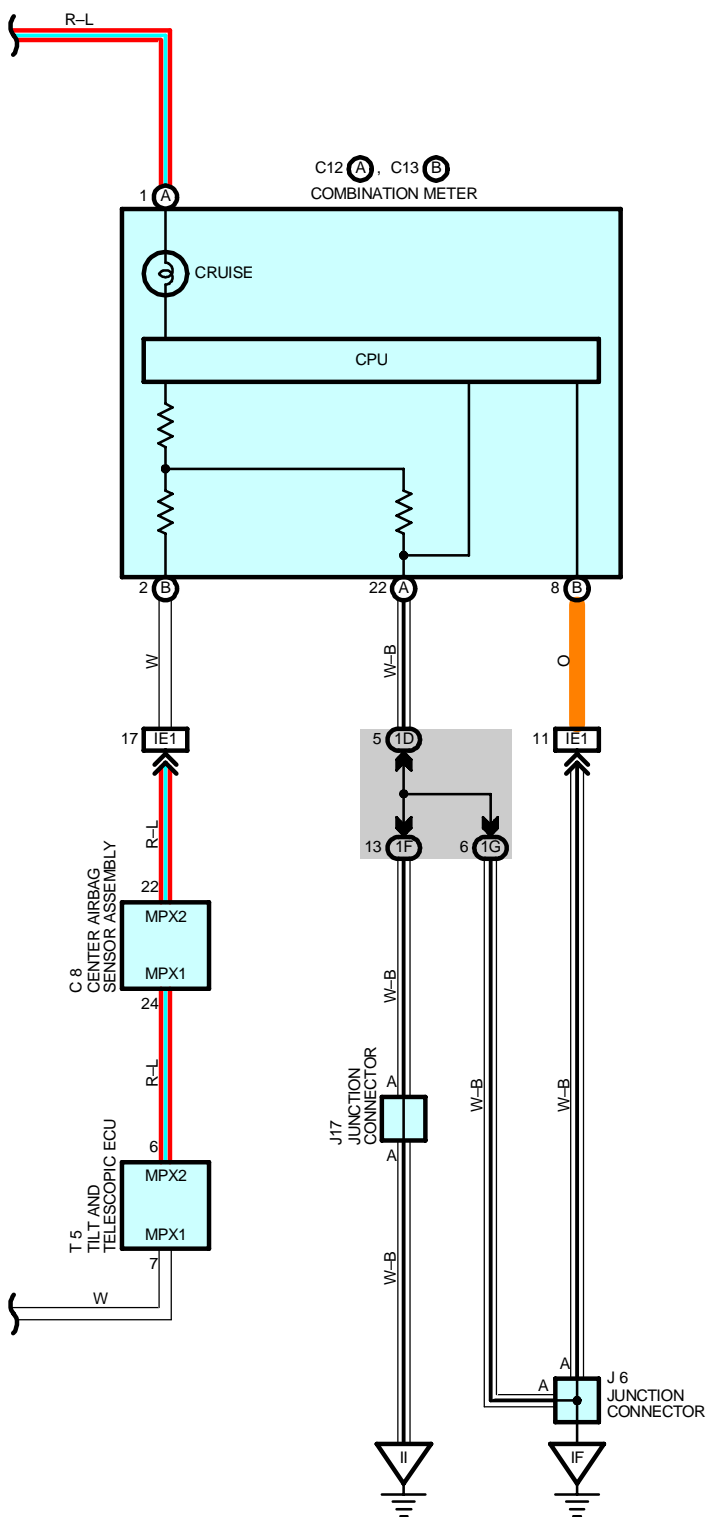 R–L
C12 A , C13 B
COMBINATION METER
1 A
CRUISE
CPU
2 B
22 A
8 B
W
W–B
O
17 IE1
5 1D
11 IE1
13 1F
6 1G
R–L
22
MPX2
MPX1
24
C 8
CENTER AIRBAG
SENSOR ASSEMBLY
W–B
R–L
A
J17
JUNCTION
CONNECTOR
A
W–B
W–B
6
MPX2
MPX1
7
T 5
TILT AND
TELESCOPIC ECU
W–B
W
A
A
J 6
JUNCTION
CONNECTOR
II
IF